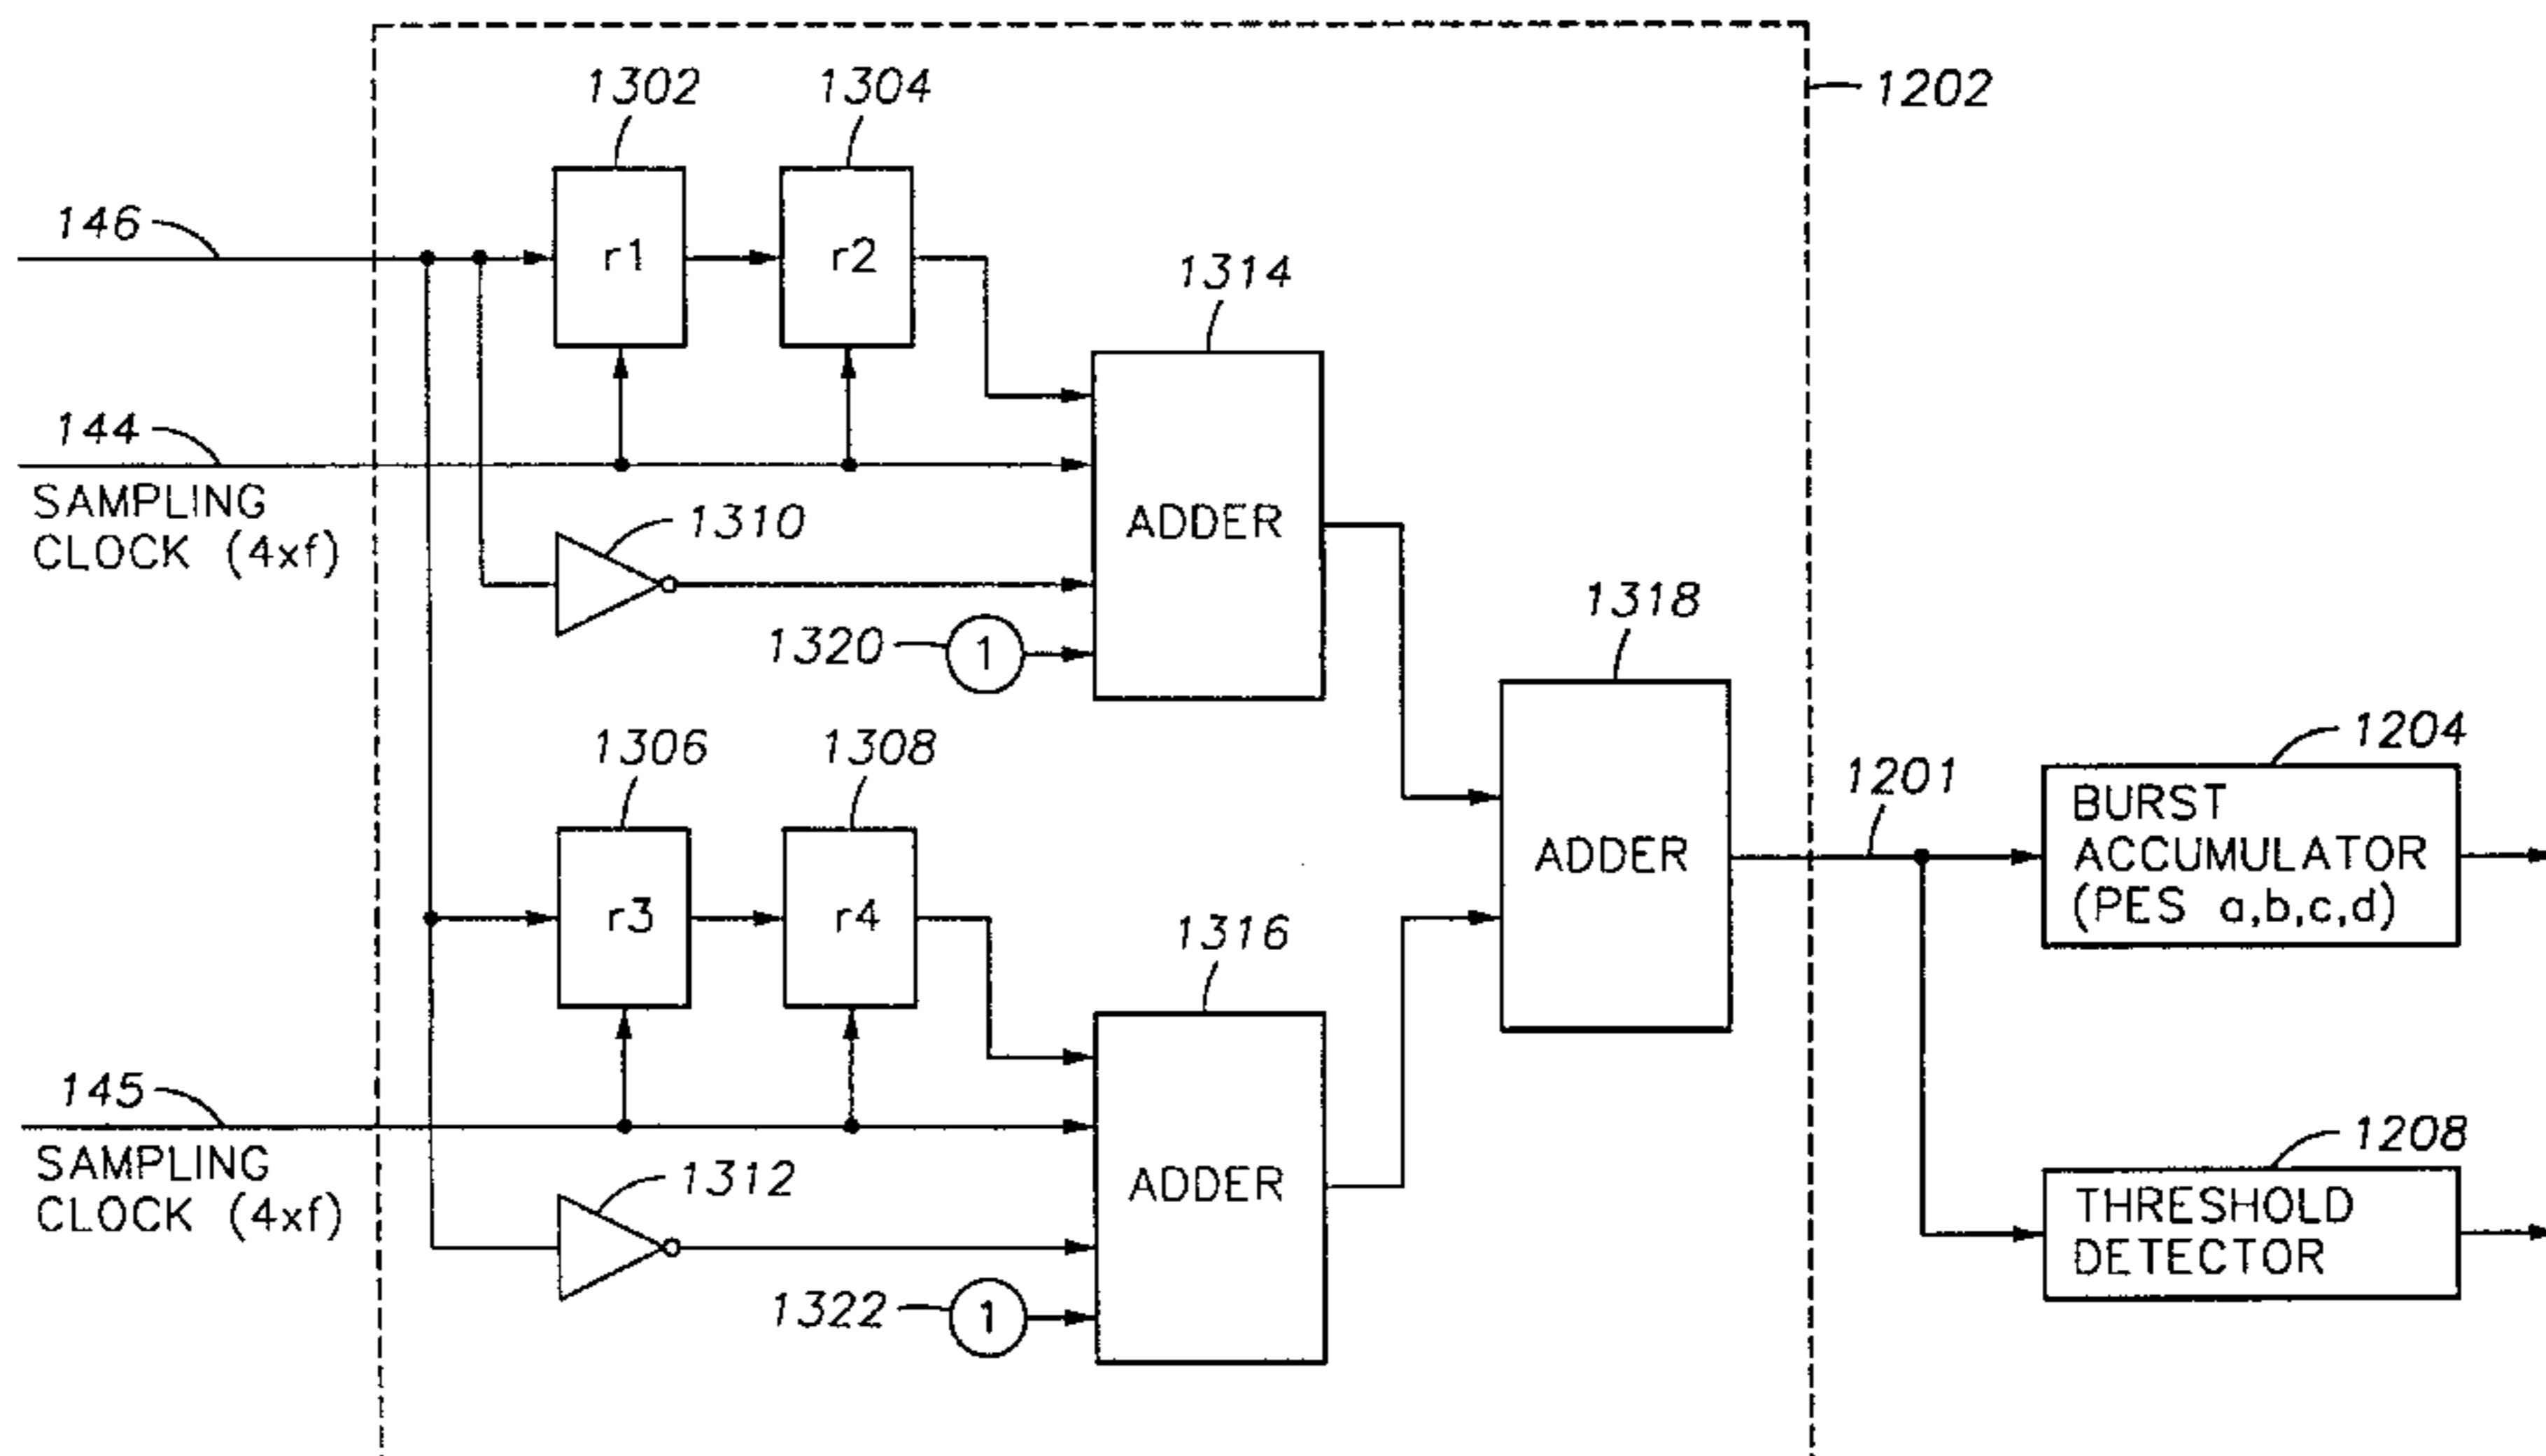 1302
1304
1202
146
r1
r2
1314
144
SAMPLING
CLOCK (4xf)
1310
ADDER
1318
1320
1
1306
1308
1204
1201
BURST
ACCUMULATOR
(PES a,b,c,d)
ADDER
r3
r4
1316
145
SAMPLING
CLOCK (4xf)
1312
ADDER
1208
THRESHOLD
DETECTOR
1322
1